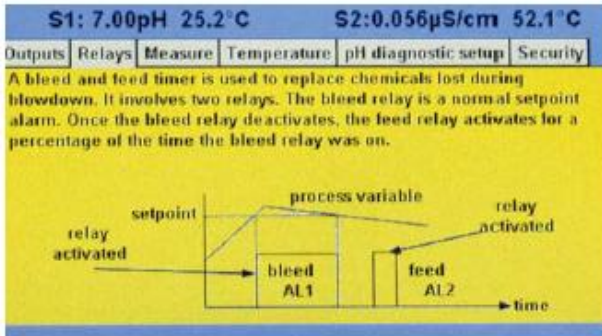 S1: 7.00pH 25.2°C S2:0.056µS/cm 52.1°C
Outputs Relays Measure Temperature pH diagnostic setup Security
A bleed and feed timer is used to replace chemicals lost during
blowdown. It involves two relays. The bleed relay is a normal setpoint
alarm. Once the bleed relay deactivates, the feed relay activates for a
percentage of the time the bleed relay was on.
process variable
setpoint
relay
activated
relay
activated
bleed
AL1
feed
AL2
time